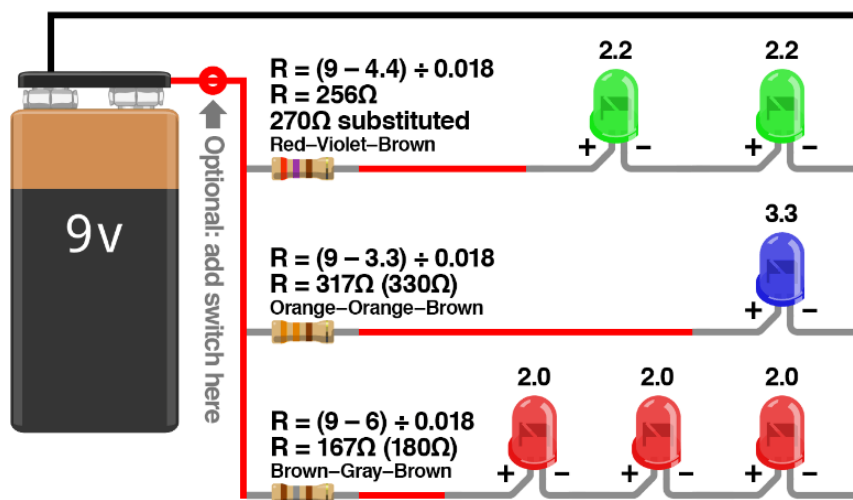 9v
Optional: add switch here
R = (9 – 4.4) ÷ 0.018
R = 256Ω
270Ω substituted
Red–Violet–Brown
2.2
2.2
+
–
+
–
R = (9 – 3.3) ÷ 0.018
R = 317Ω (330Ω)
Orange–Orange–Brown
3.3
+
–
R = (9 – 6) ÷ 0.018
R = 167Ω (180Ω)
Brown–Gray–Brown
2.0
2.0
2.0
+
–
+
–
+
–